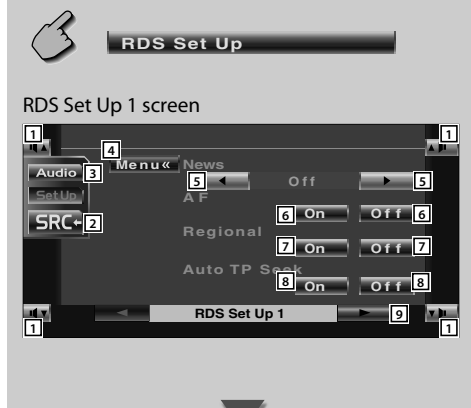 RDS Set Up
RDS Set Up 1 screen
1 1
4
Audio 3 Menu« News
5 ◄ Off ► 5
Set Up AF
SRC 2 6 On Off 6
Regional
7 On Off 7
Auto TP Seek
8 On Off 8
◄ RDS Set Up 1 ► 9
1 1